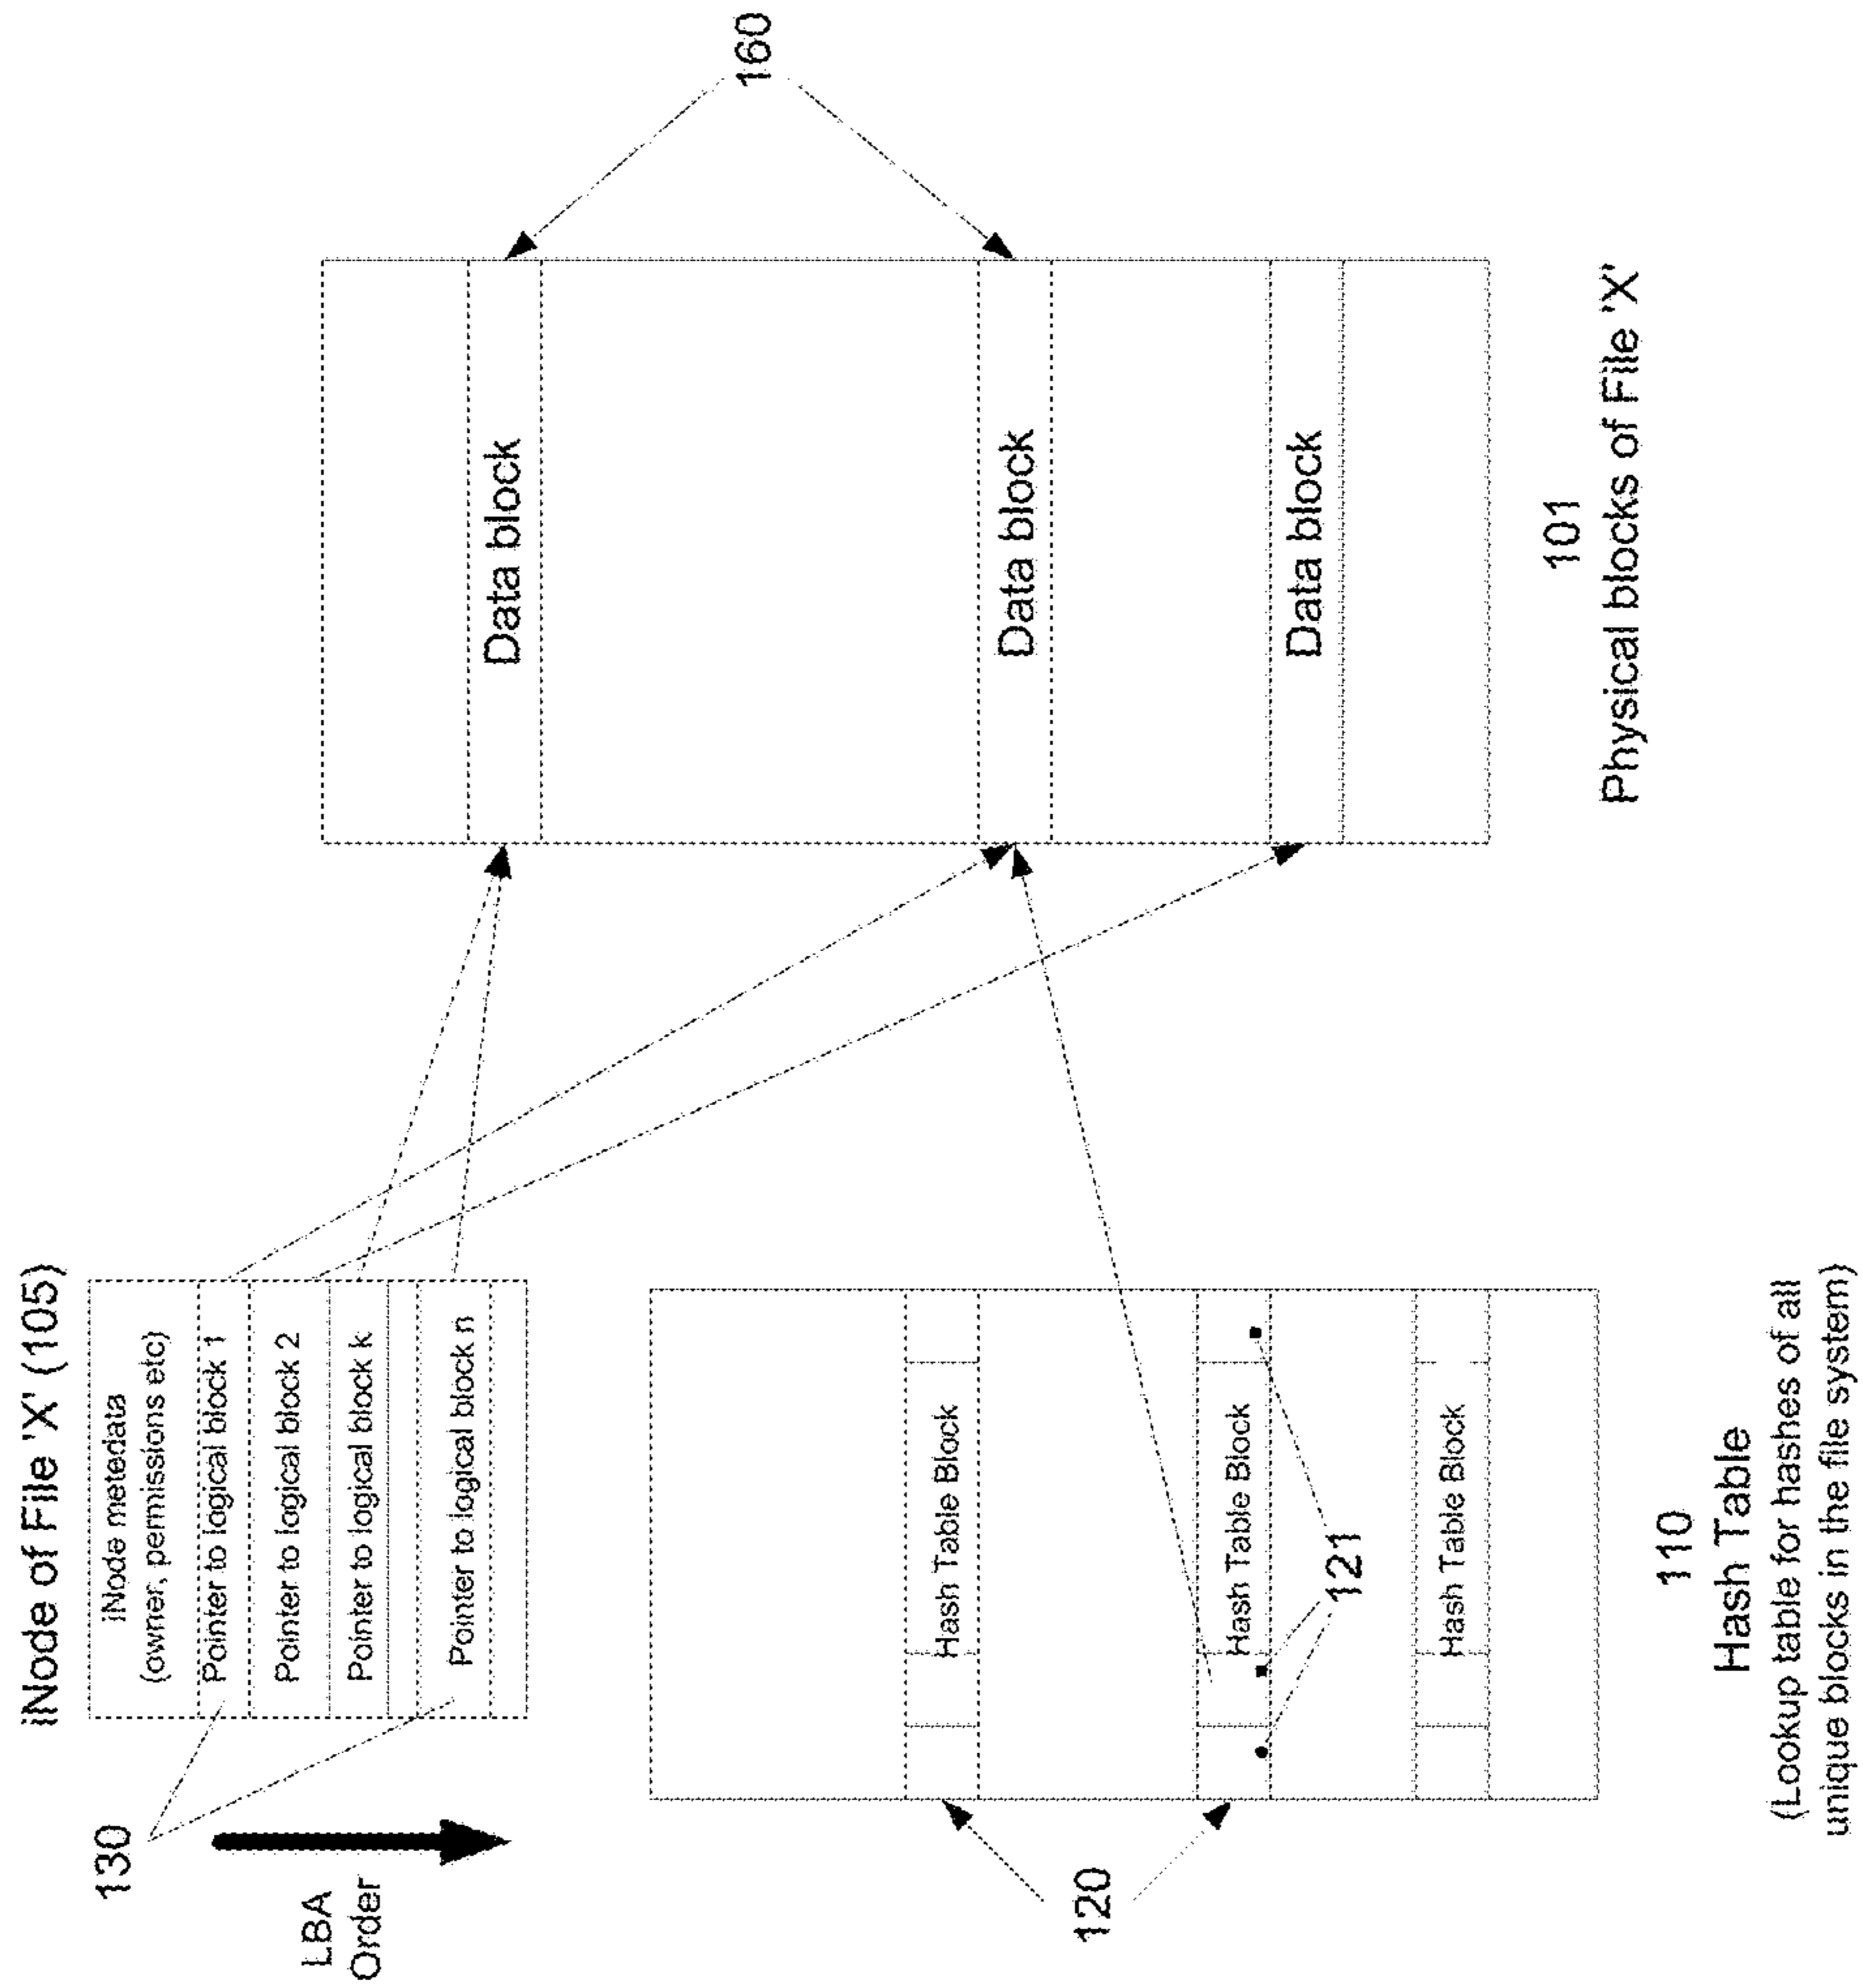 iNode of File 'X' (105)
iNode metedata
(owner, permissions etc)
Pointer to logical block 1
Pointer to logical block 2
Pointer to logical block k
Pointer to logical block n
130
LBA
Order
160
Data block
Data block
Data block
101
Physical blocks of File 'X'
Hash Table Block
Hash Table Block
Hash Table Block
120
121
110
Hash Table
(Lookup table for hashes of all
unique blocks in the file system)